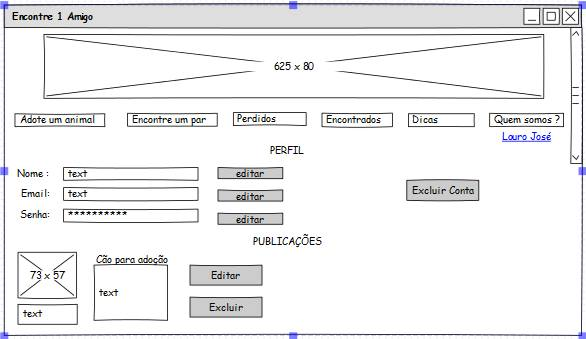 Encontre 1 Amigo
625 x 80
Adote um animal
Encontre um par
Perdidos
Encontrados
Dicas
Quem somos ?
Louro José
PERFIL
Nome : text editar
Email: text editar
Excluir Conta
Senha: ********** editar
PUBLICAÇÕES
Cão para adoção
73 x 57
text
text
Editar
Excluir